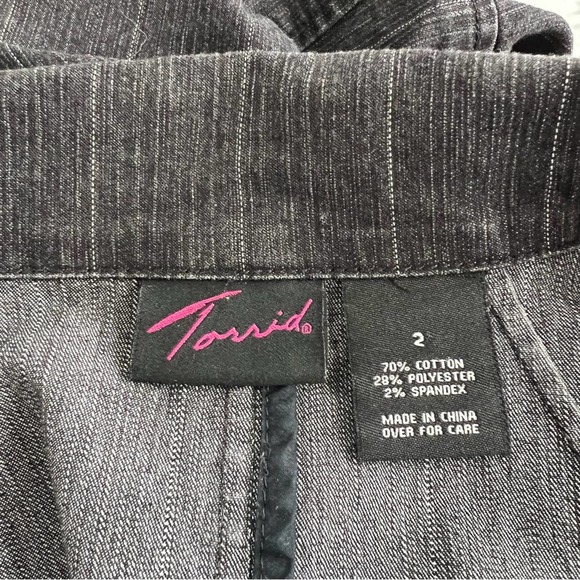 Torrid®
2
70% COTTON
28% POLYESTER
2% SPANDEX
MADE IN CHINA
OVER FOR CARE